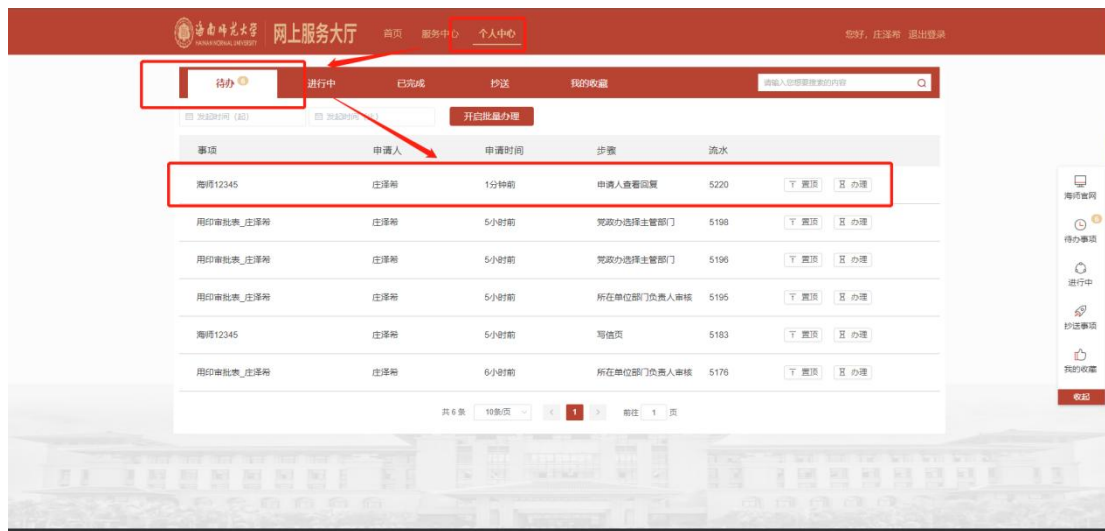 海南师范大学 网上服务大厅 首页 服务中心 个人中心 您好，庄泽希 退出登录
HAINAN NORMAL UNIVERSITY
待办 6 进行中 已完成 抄送 我的收藏 请输入您想要搜索的内容
发起时间（起） 发起时间 开启批量办理
事项 申请人 申请时间 步骤 流水
海师12345 庄泽希 1分钟前 申请人查看回复 5220 置顶 办理
用印审批表_庄泽希 庄泽希 5小时前 党政办选择主管部门 5198 置顶 办理
用印审批表_庄泽希 庄泽希 5小时前 党政办选择主管部门 5196 置顶 办理
用印审批表_庄泽希 庄泽希 5小时前 所在单位部门负责人审核 5195 置顶 办理
海师12345 庄泽希 5小时前 写信页 5183 置顶 办理
用印审批表_庄泽希 庄泽希 6小时前 所在单位部门负责人审核 5176 置顶 办理
共 6 条 10条/页 1 前往 1 页
海师官网
6
待办事项
进行中
抄送事项
我的收藏
收起